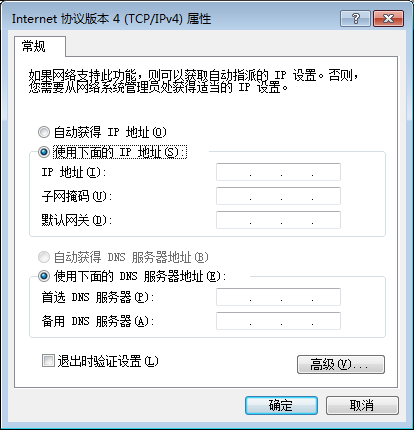 Internet 协议版本 4 (TCP/IPv4) 属性
常规
如果网络支持此功能，则可以获取自动指派的 IP 设置。否则，
您需要从网络系统管理员处获得适当的 IP 设置。
自动获得 IP 地址(O)
使用下面的 IP 地址(S):
IP 地址(I):
子网掩码(U):
默认网关(D):
自动获得 DNS 服务器地址(B)
使用下面的 DNS 服务器地址(E):
首选 DNS 服务器(P):
备用 DNS 服务器(A):
退出时验证设置(L)
高级(V)...
确定
取消